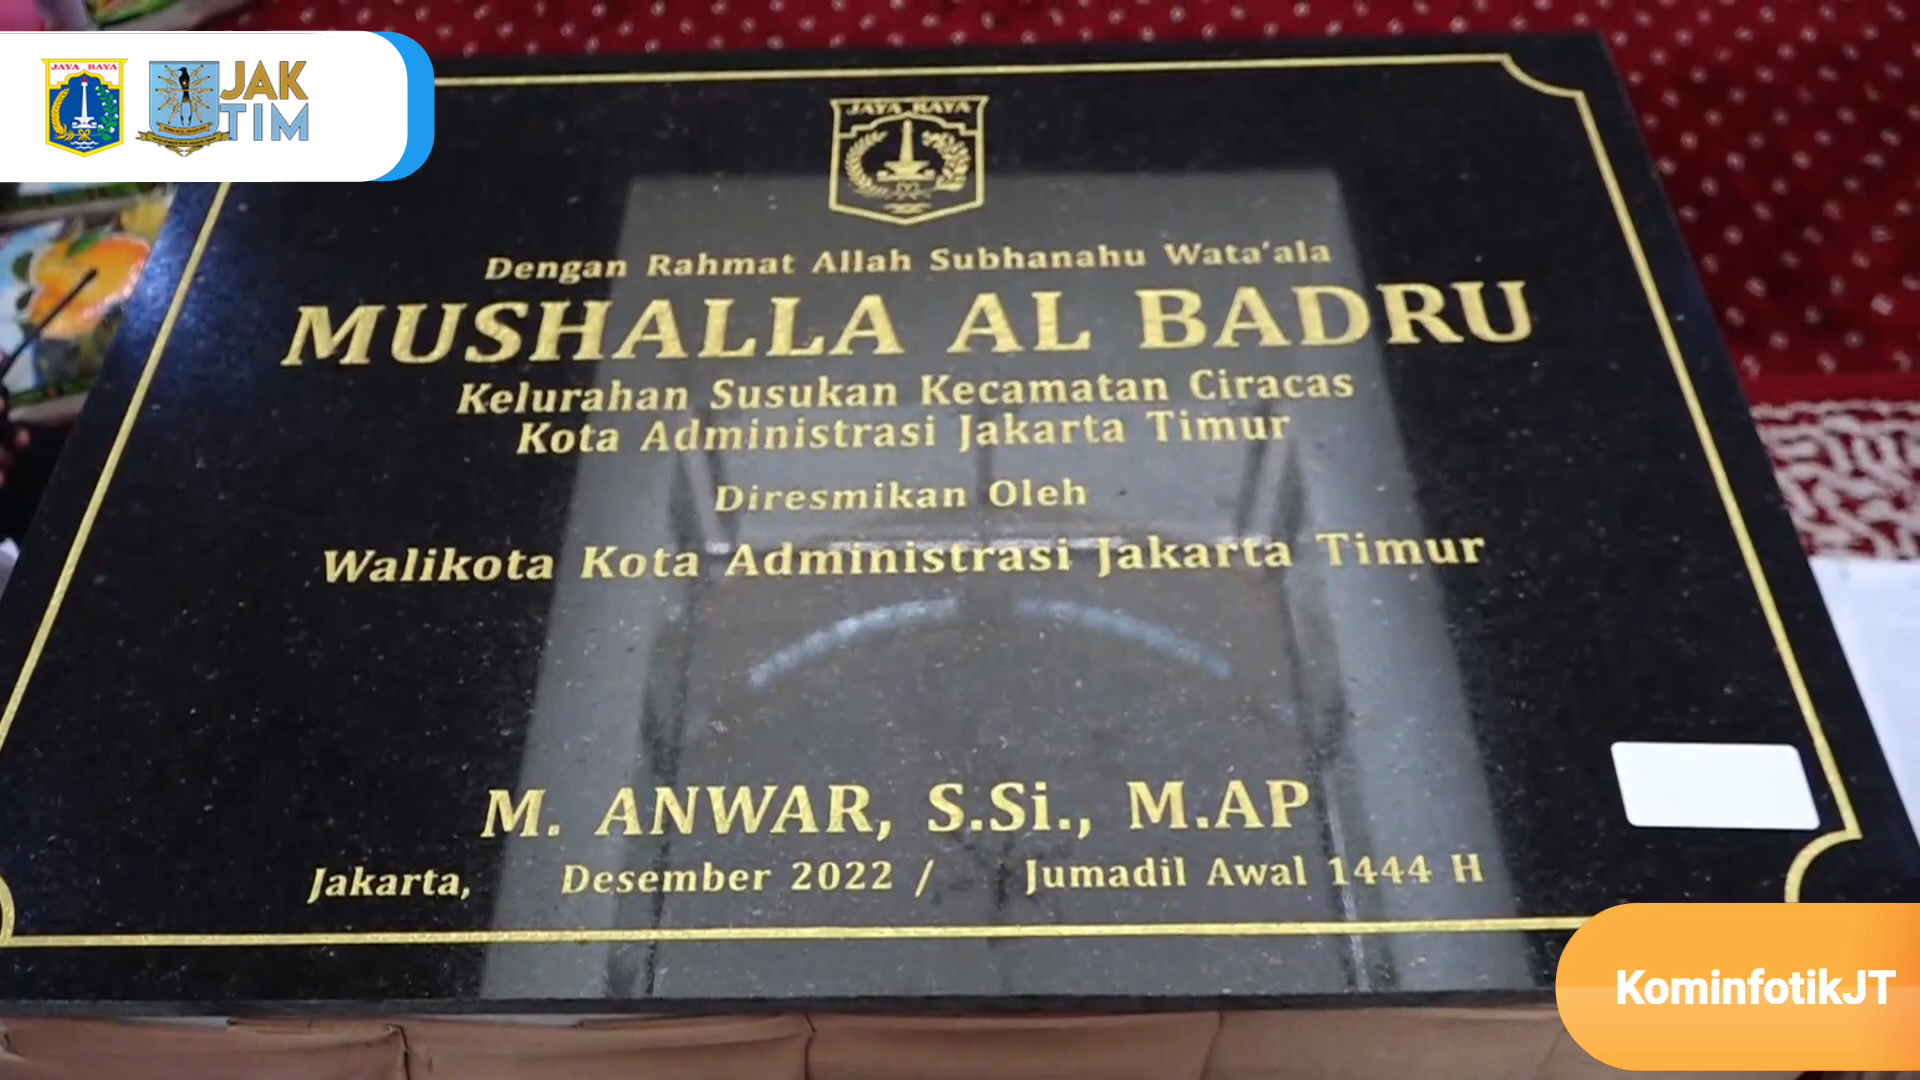 JAYA RAYA
JAK
TIM
JAYA RAYA
Dengan Rahmat Allah Subhanahu Wata'ala
MUSHALLA AL BADRU
Kelurahan Susukan Kecamatan Ciracas
Kota Administrasi Jakarta Timur
Diresmikan Oleh
Walikota Kota Administrasi Jakarta Timur
M. ANWAR, S.Si., M.AP
Jakarta, Desember 2022 / Jumadil Awal 1444 H
KominfotikJT